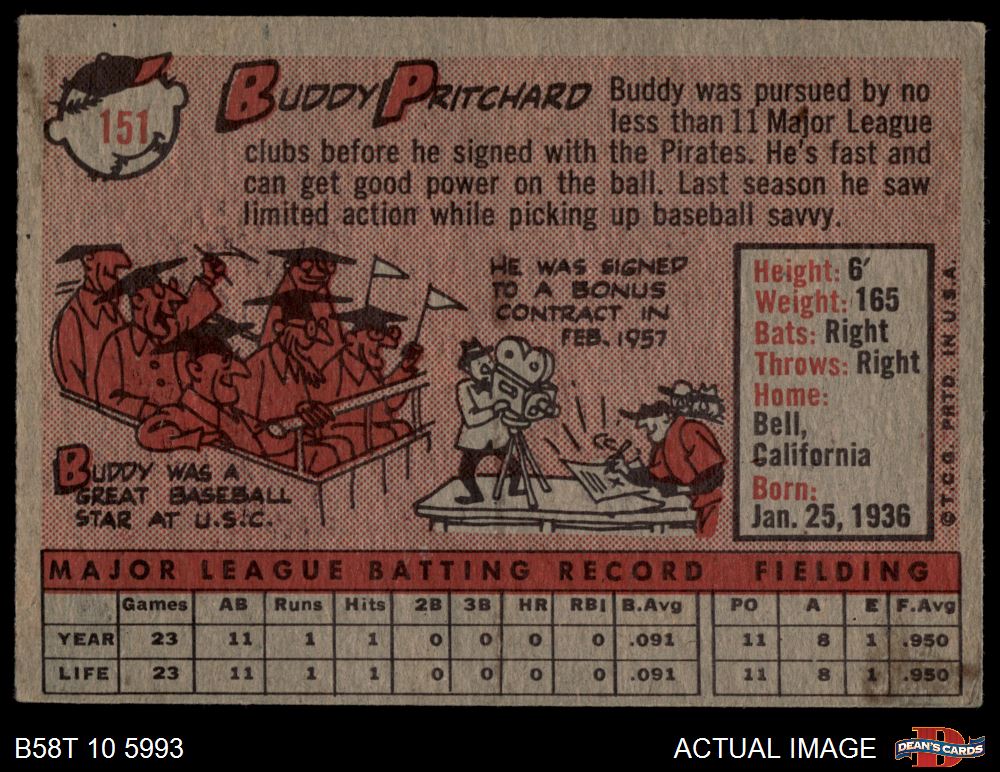 151
BUDDY PRITCHARD
Buddy was pursued by no
less than 11 Major League
clubs before he signed with the Pirates. He's fast and
can get good power on the ball. Last season he saw
limited action while picking up baseball savvy.
HE WAS SIGNED
TO A BONUS
CONTRACT IN
FEB. 1957
BUDDY WAS A
GREAT BASEBALL
STAR AT U.S.C.
Height: 6'
Weight: 165
Bats: Right
Throws: Right
Home:
Bell,
California
Born:
Jan. 25, 1936
© T.C.G. PRTD. IN U.S.A.
MAJOR LEAGUE BATTING RECORD FIELDING
Games AB Runs Hits 2B 3B HR RBI B.Avg PO A E F.Avg
YEAR 23 11 1 1 0 0 0 0 .091 11 8 1 .950
LIFE 23 11 1 1 0 0 0 0 .091 11 8 1 .950
B58T 10 5993
ACTUAL IMAGE
D
DEAN'S CARDS